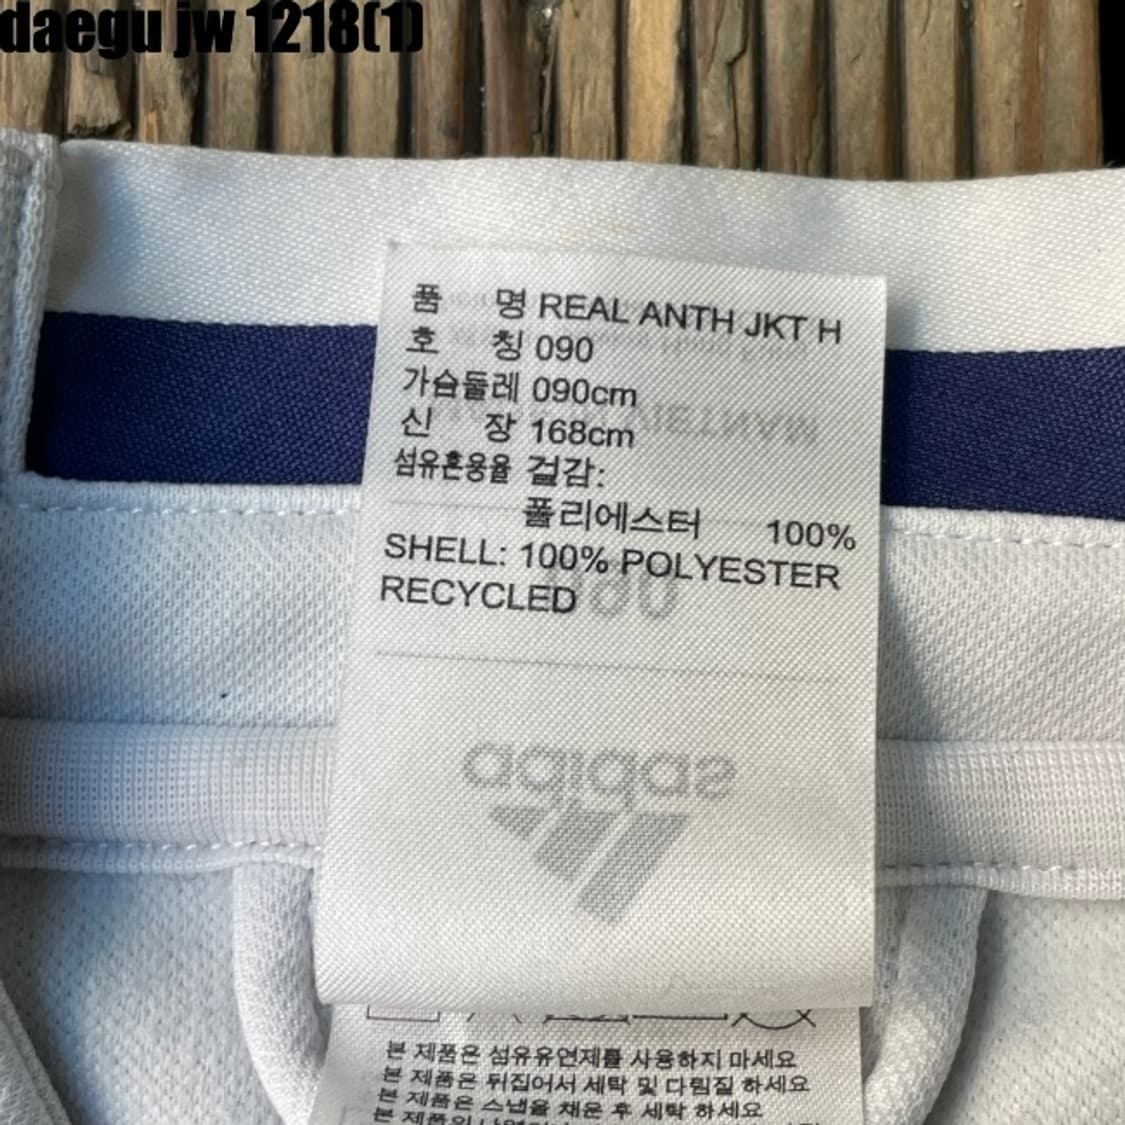 daegu jw 1218(1)
품 명 REAL ANTH JKT H
호 칭 090
가슴둘레 090cm
신 장 168cm
섬유혼용율 겉감:
폴리에스터 100%
SHELL: 100% POLYESTER
RECYCLED
adidas
본 제품은 섬유유연제를 사용하지 마세요
본 제품은 뒤집어서 세탁 및 다림질 하세요
본 제품은 스냅을 채운 후 세탁 하세요